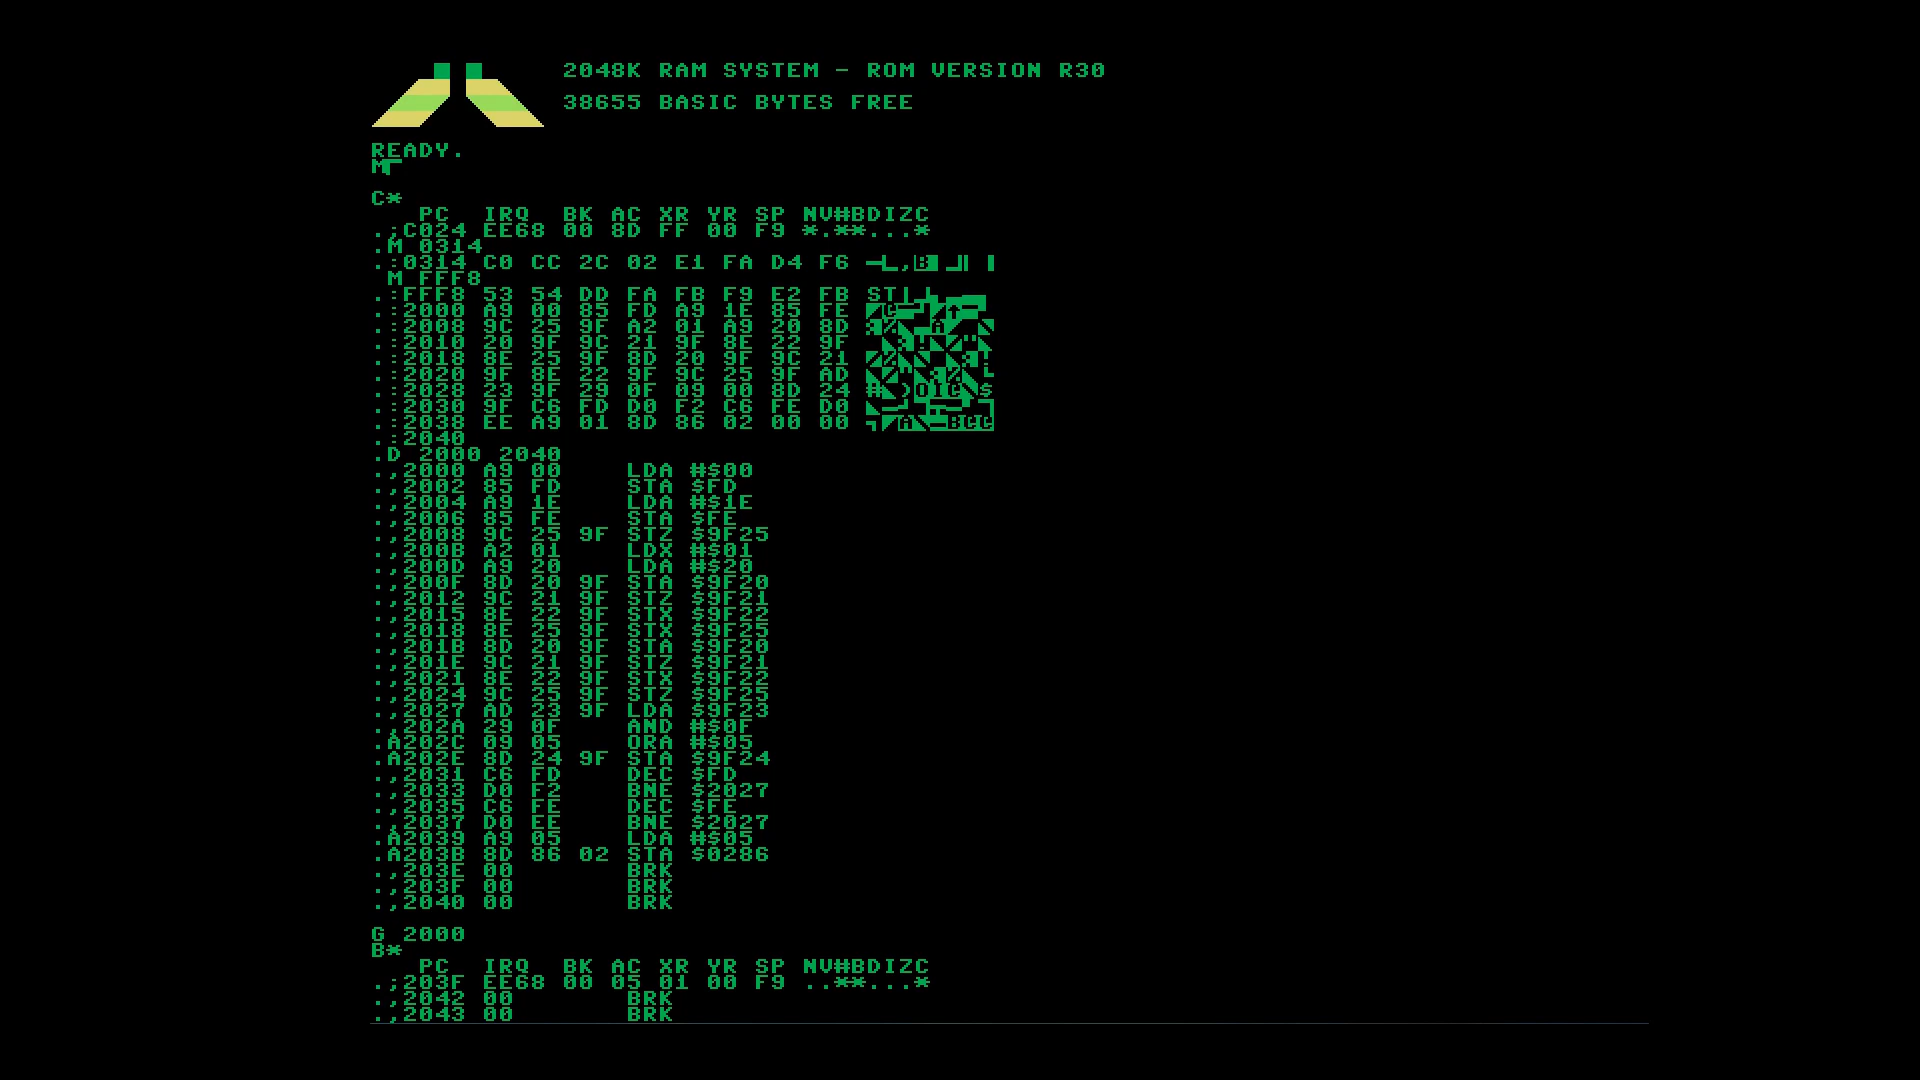 2048K RAM SYSTEM - ROM VERSION R30
38655 BASIC BYTES FREE
READY.
M
C*
PC IRQ BK AC XR YR SP NV#BDIZC
.;C024 EE68 00 8D FF 00 F9 *.**...*
.M 0314
.:0314 C0 CC 2C 02 E1 FA D4 F6
M FFF8
.:FFF8 53 54 DD FA FB F9 E2 FB ST
.:2000 A9 00 85 FD A9 1E 85 FE
.:2008 9C 25 9F A2 01 A9 20 8D
.:2010 20 9F 9C 21 9F 8E 22 9F
.:2018 8E 25 9F 8D 20 9F 9C 21
.:2020 9F 8E 22 9F 9C 25 9F AD
.:2028 23 9F 29 0F 09 00 8D 24
.:2030 9F C6 FD D0 F2 C6 FE D0
.:2038 EE A9 01 8D 86 02 00 00
.:2040
.D 2000 2040
.,2000 A9 00 LDA #$00
.,2002 85 FD STA $FD
.,2004 A9 1E LDA #$1E
.,2006 85 FE STA $FE
.,2008 9C 25 9F STZ $9F25
.,200B A2 01 LDX #$01
.,200D A9 20 LDA #$20
.,200F 8D 20 9F STA $9F20
.,2012 9C 21 9F STZ $9F21
.,2015 8E 22 9F STX $9F22
.,2018 8E 25 9F STX $9F25
.,201B 8D 20 9F STA $9F20
.,201E 9C 21 9F STZ $9F21
.,2021 8E 22 9F STX $9F22
.,2024 9C 25 9F STZ $9F25
.,2027 AD 23 9F LDA $9F23
.,202A 29 0F AND #$0F
.A202C 09 05 ORA #$05
.A202E 8D 24 9F STA $9F24
.,2031 C6 FD DEC $FD
.,2033 D0 F2 BNE $2027
.,2035 C6 FE DEC $FE
.,2037 D0 EE BNE $2027
.A2039 A9 05 LDA #$05
.A203B 8D 86 02 STA $0286
.,203E 00 BRK
.,203F 00 BRK
.,2040 00 BRK
G 2000
B*
PC IRQ BK AC XR YR SP NV#BDIZC
.;203F EE68 00 05 01 00 F9 ..**...*
.,2042 00 BRK
.,2043 00 BRK